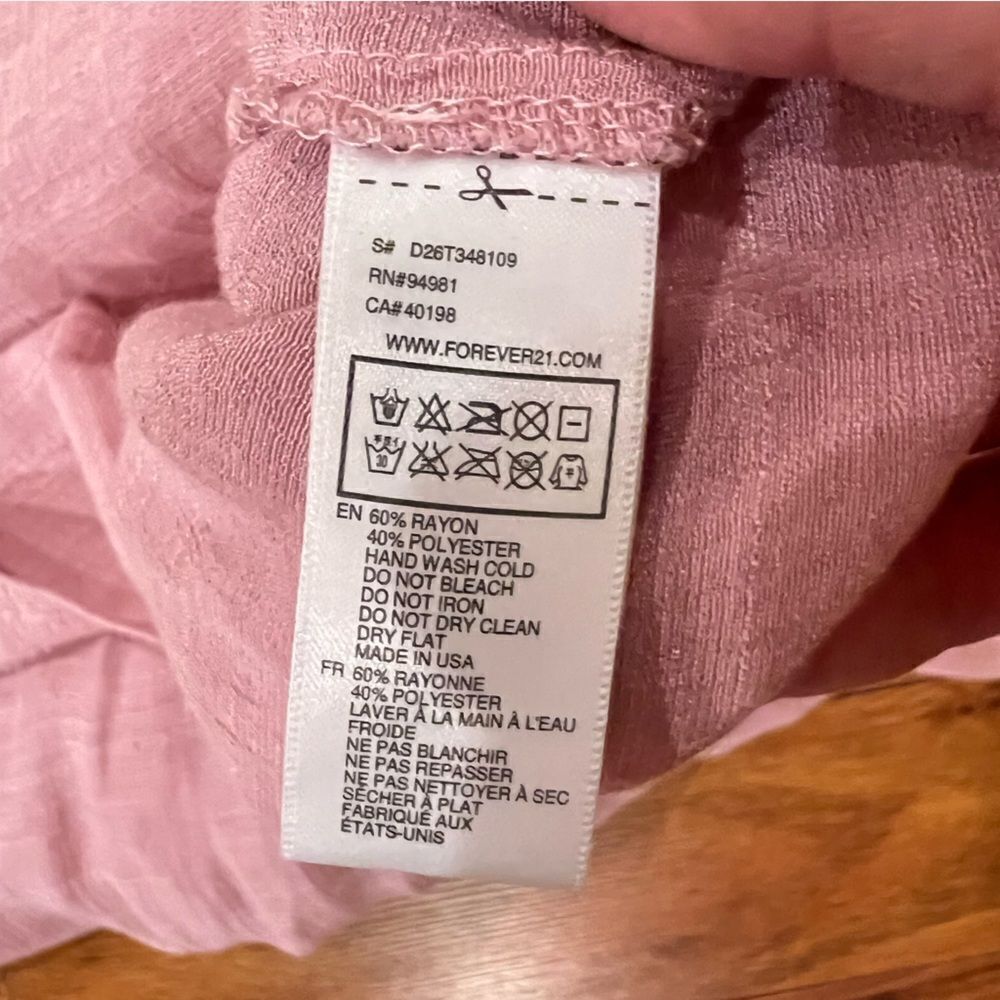 S# D26T348109
RN#94981
CA#40198
WWW.FOREVER21.COM
30
EN 60% RAYON
40% POLYESTER
HAND WASH COLD
DO NOT BLEACH
DO NOT IRON
DO NOT DRY CLEAN
DRY FLAT
MADE IN USA
FR 60% RAYONNE
40% POLYESTER
LAVER À LA MAIN À L'EAU
FROIDE
NE PAS BLANCHIR
NE PAS REPASSER
NE PAS NETTOYER À SEC
SÉCHER À PLAT
FABRIQUÉ AUX
ÉTATS-UNIS